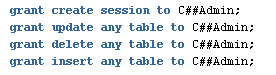 grant create session to C##Admin;
grant update any table to C##Admin;
grant delete any table to C##Admin;
grant insert any table to C##Admin;